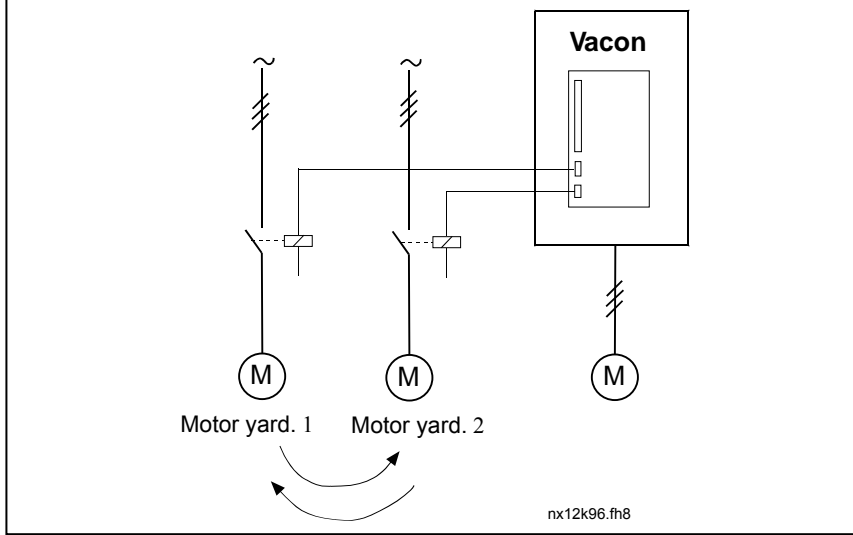 Vacon
M
M
M
Motor yard. 1
Motor yard. 2
nx12k96.fh8